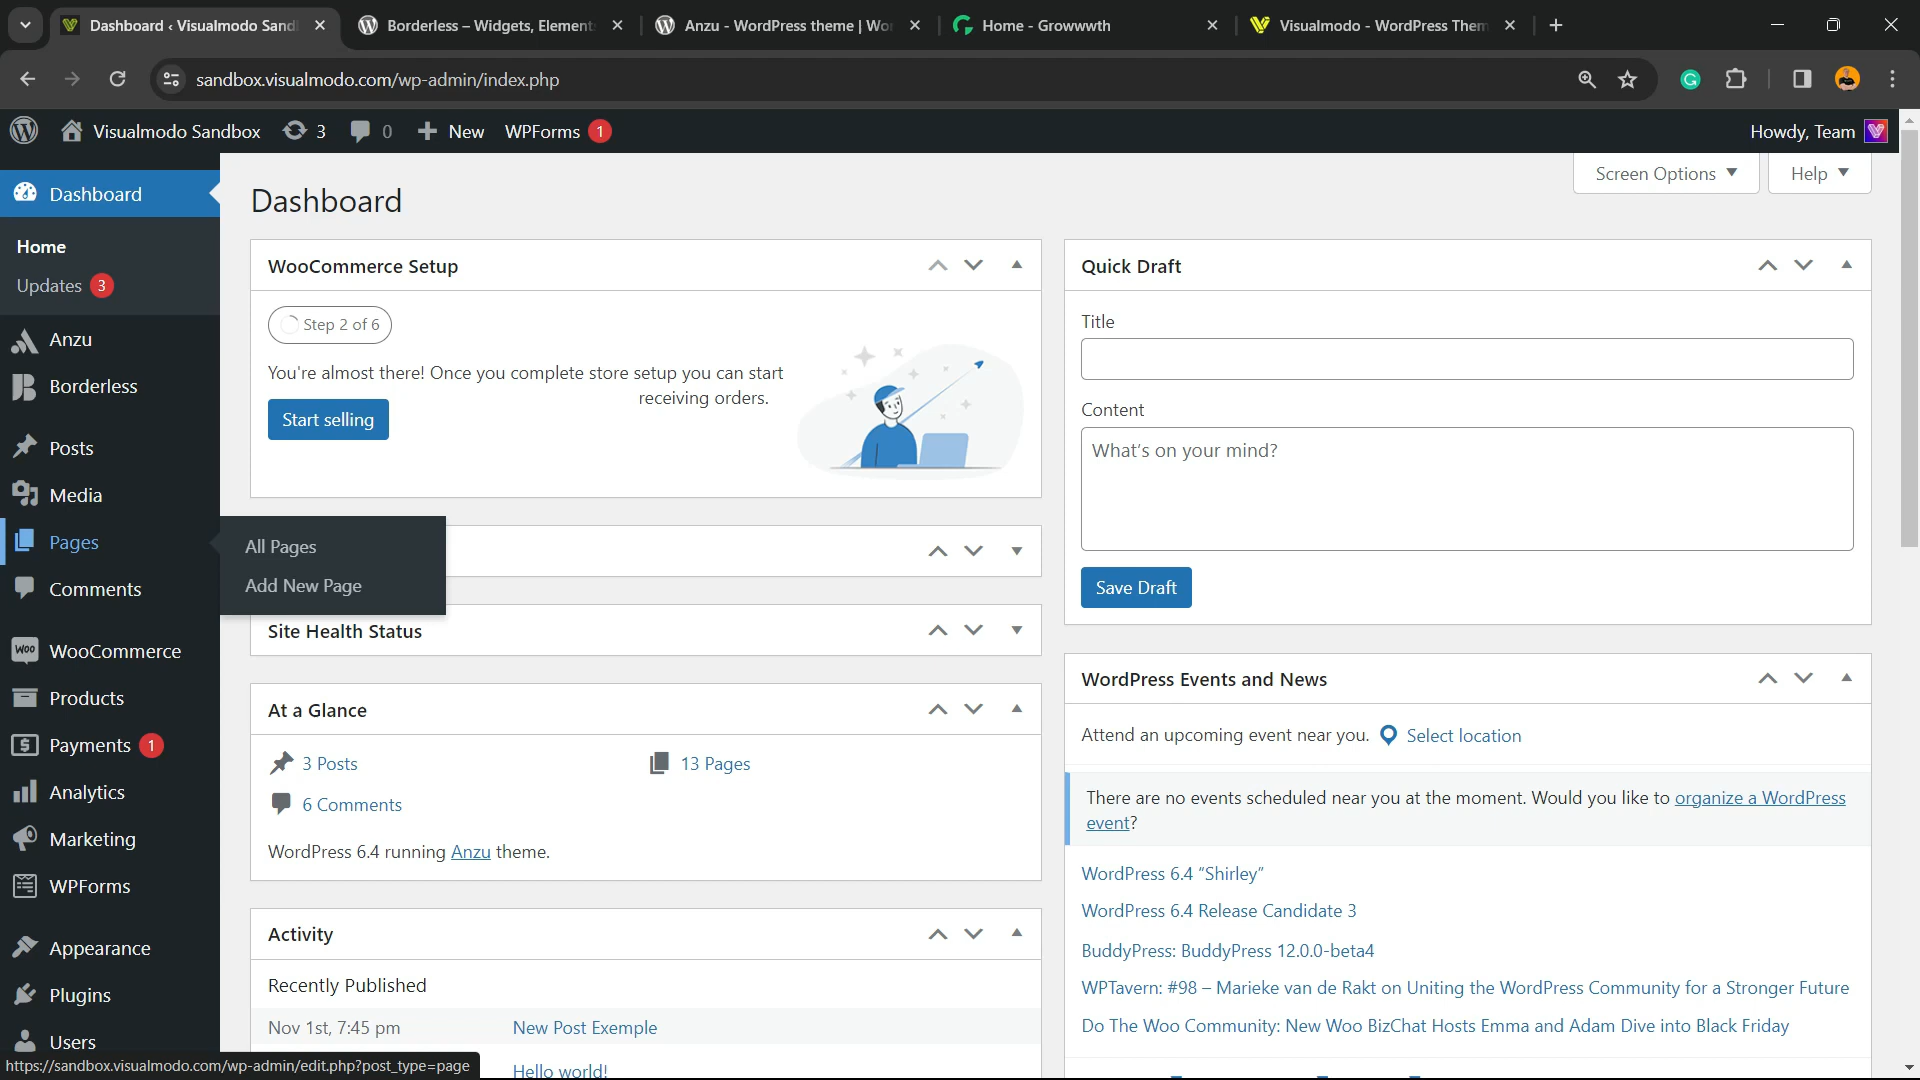 Dashboard ‹ Visualmodo Sand
Borderless – Widgets, Element
Anzu - WordPress theme | Wo
Home - Growwwth
Visualmodo - WordPress Them
sandbox.visualmodo.com/wp-admin/index.php
Visualmodo Sandbox
3
0
New
WPForms 1
Howdy, Team
Screen Options
Help
Dashboard
Home
Updates 3
Anzu
Borderless
Posts
Media
Pages
All Pages
Add New Page
Comments
WooCommerce
Products
Payments 1
Analytics
Marketing
WPForms
Appearance
Plugins
Users
https://sandbox.visualmodo.com/wp-admin/edit.php?post_type=page
Dashboard
WooCommerce Setup
Step 2 of 6
You're almost there! Once you complete store setup you can start
receiving orders.
Start selling
Site Health Status
At a Glance
3 Posts
13 Pages
6 Comments
WordPress 6.4 running Anzu theme.
Activity
Recently Published
Nov 1st, 7:45 pm
New Post Exemple
Hello world!
Quick Draft
Title
Content
What's on your mind?
Save Draft
WordPress Events and News
Attend an upcoming event near you.
Select location
There are no events scheduled near you at the moment. Would you like to organize a WordPress
event?
WordPress 6.4 “Shirley”
WordPress 6.4 Release Candidate 3
BuddyPress: BuddyPress 12.0.0-beta4
WPTavern: #98 – Marieke van de Rakt on Uniting the WordPress Community for a Stronger Future
Do The Woo Community: New Woo BizChat Hosts Emma and Adam Dive into Black Friday